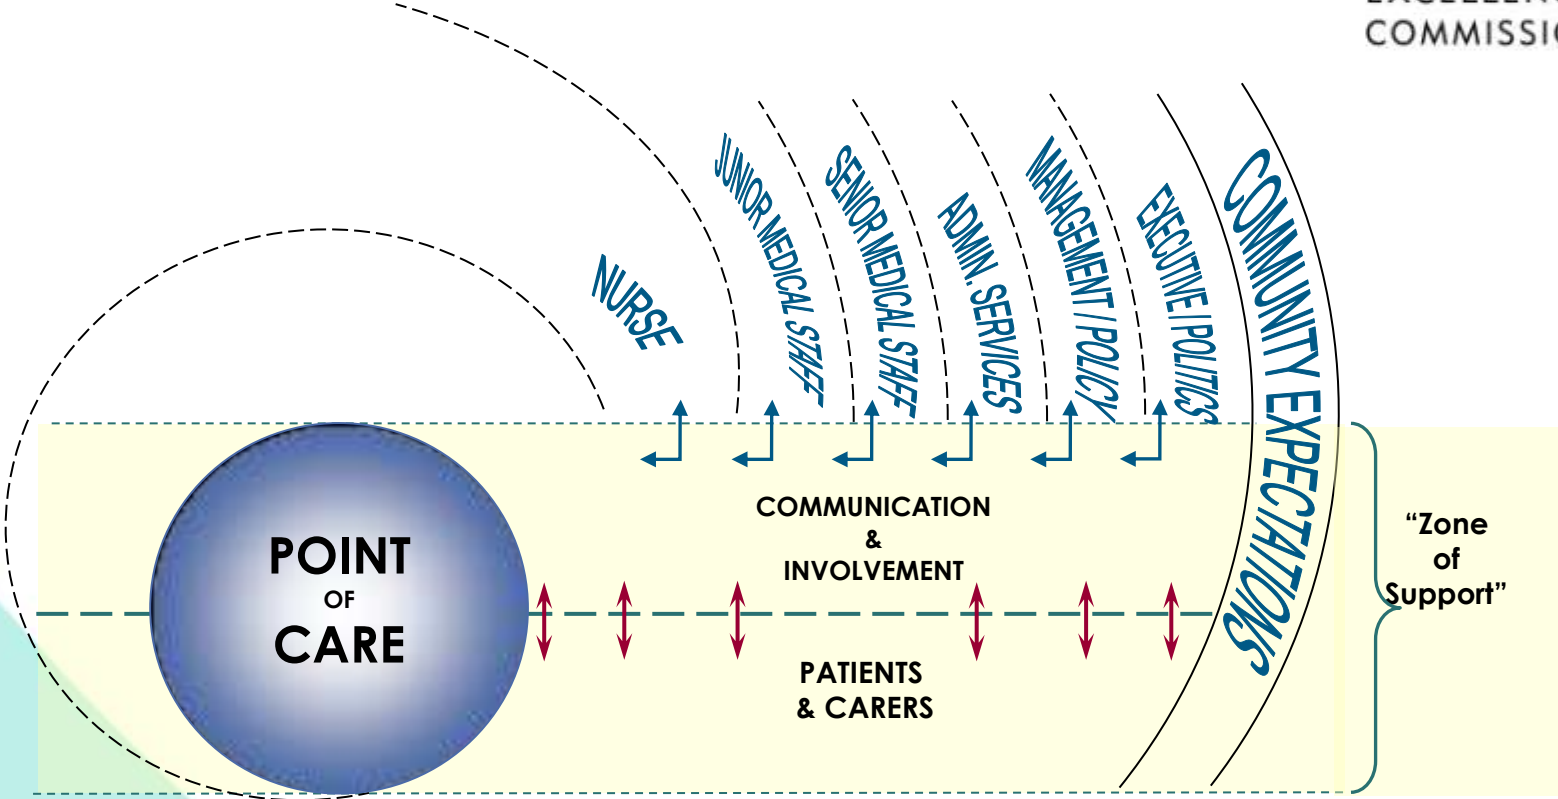 COMMISSIO
NURSE
JUNIOR MEDICAL STAFF
SENIOR MEDICAL STAFF
ADMIN. SERVICES
MANAGEMENT / POLICY
EXECUTIVE / POLITICS
COMMUNITY EXPECTATIONS
COMMUNICATION
&
INVOLVEMENT
POINT
OF
CARE
PATIENTS
& CARERS
“Zone
of
Support”